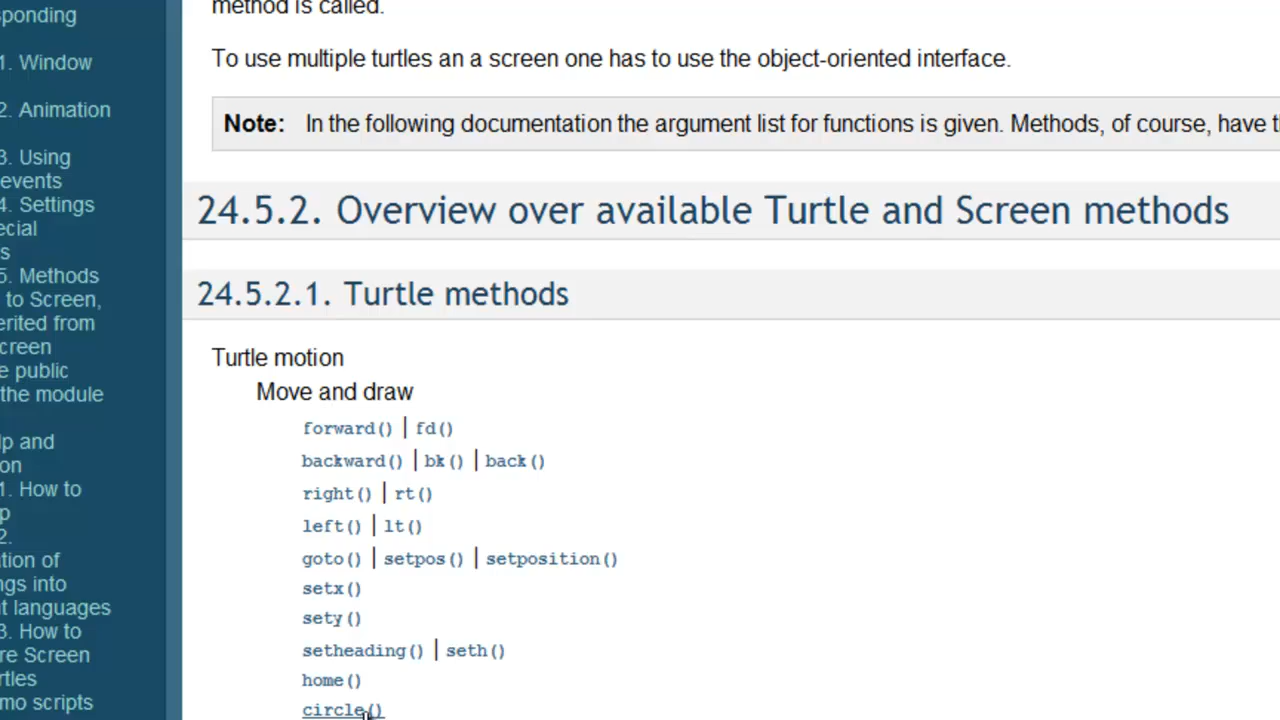 sponding
1. Window
2. Animation
3. Using
events
4. Settings
ecial
s
5. Methods
to Screen,
erited from
creen
e public
the module
lp and
on
1. How to
p
2.
tion of
ngs into
t languages
3. How to
re Screen
rtles
mo scripts
method is called.
To use multiple turtles an a screen one has to use the object-oriented interface.
Note: In the following documentation the argument list for functions is given. Methods, of course, have t
24.5.2. Overview over available Turtle and Screen methods
24.5.2.1. Turtle methods
Turtle motion
Move and draw
forward() | fd()
backward() | bk() | back()
right() | rt()
left() | lt()
goto() | setpos() | setposition()
setx()
sety()
setheading() | seth()
home()
circle()